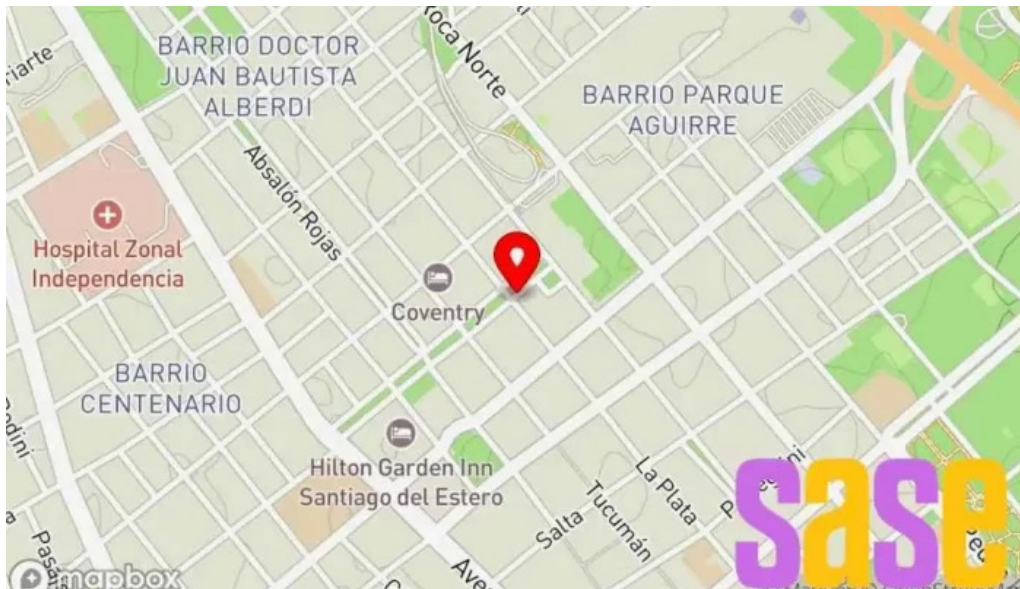 BARRIO DOCTOR
JUAN BAUTISTA
ALBERDI
Roca Norte
BARRIO PARQUE
AGUIRRE
Absalón Rojas
Hospital Zonal
Independencia
Coventry
BARRIO
CENTENARIO
Hilton Garden Inn
Santiago del Estero
La Plata
Tucumán
Salta
mapbox
sase